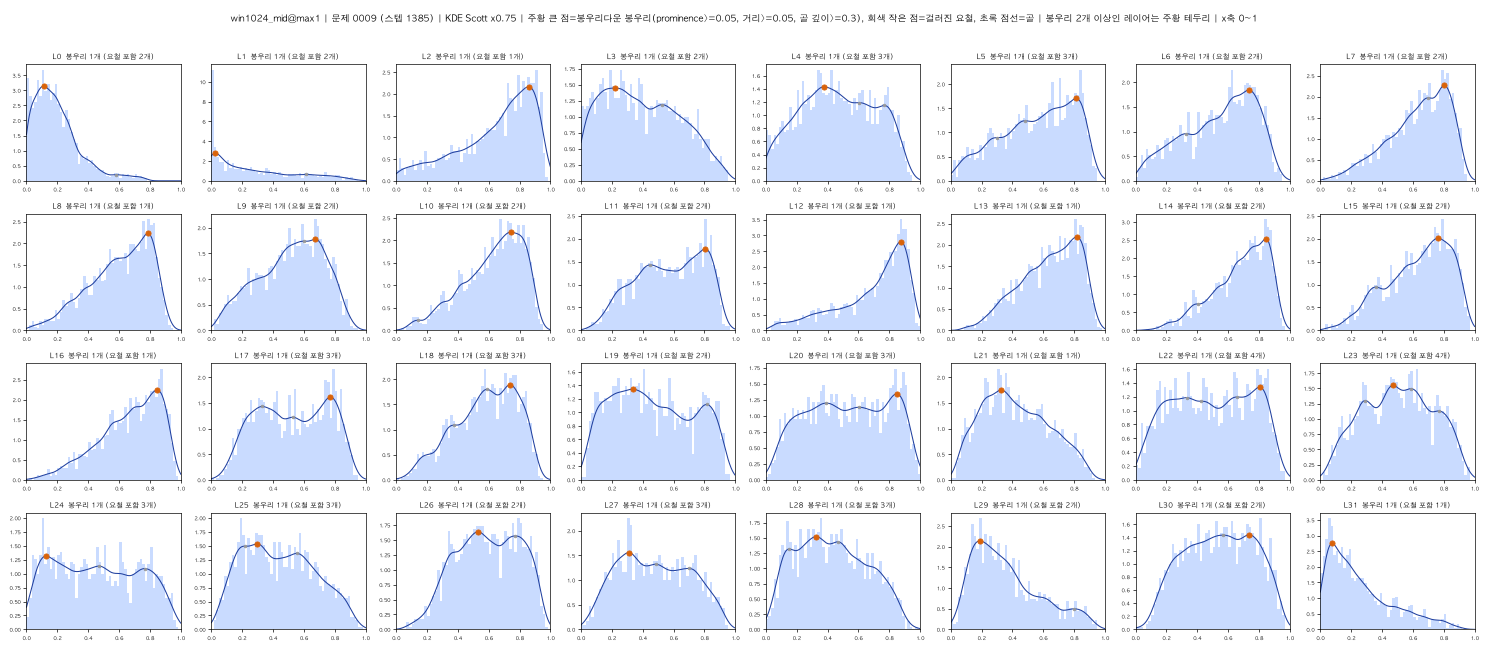 win1024_mid@max1 | 문제 0009 (스텝 1385) | KDE Scott x0.75 | 주황 큰 점=봉우리다운 봉우리(prominence>=0.05, 거리>=0.05, 골 깊이>=0.3), 회색 작은 점=걸러진 요철, 초록 점선=골 | 봉우리 2개 이상인 레이어는 주황 테두리 | x축 0~1
L0 봉우리 1개 (요철 포함 2개)
L1 봉우리 1개 (요철 포함 2개)
L2 봉우리 1개 (요철 포함 1개)
L3 봉우리 1개 (요철 포함 2개)
L4 봉우리 1개 (요철 포함 3개)
L5 봉우리 1개 (요철 포함 3개)
L6 봉우리 1개 (요철 포함 2개)
L7 봉우리 1개 (요철 포함 2개)
L8 봉우리 1개 (요철 포함 1개)
L9 봉우리 1개 (요철 포함 2개)
L10 봉우리 1개 (요철 포함 2개)
L11 봉우리 1개 (요철 포함 2개)
L12 봉우리 1개 (요철 포함 1개)
L13 봉우리 1개 (요철 포함 1개)
L14 봉우리 1개 (요철 포함 2개)
L15 봉우리 1개 (요철 포함 2개)
L16 봉우리 1개 (요철 포함 1개)
L17 봉우리 1개 (요철 포함 3개)
L18 봉우리 1개 (요철 포함 3개)
L19 봉우리 1개 (요철 포함 2개)
L20 봉우리 1개 (요철 포함 3개)
L21 봉우리 1개 (요철 포함 1개)
L22 봉우리 1개 (요철 포함 4개)
L23 봉우리 1개 (요철 포함 4개)
L24 봉우리 1개 (요철 포함 3개)
L25 봉우리 1개 (요철 포함 3개)
L26 봉우리 1개 (요철 포함 2개)
L27 봉우리 1개 (요철 포함 3개)
L28 봉우리 1개 (요철 포함 3개)
L29 봉우리 1개 (요철 포함 2개)
L30 봉우리 1개 (요철 포함 2개)
L31 봉우리 1개 (요철 포함 1개)